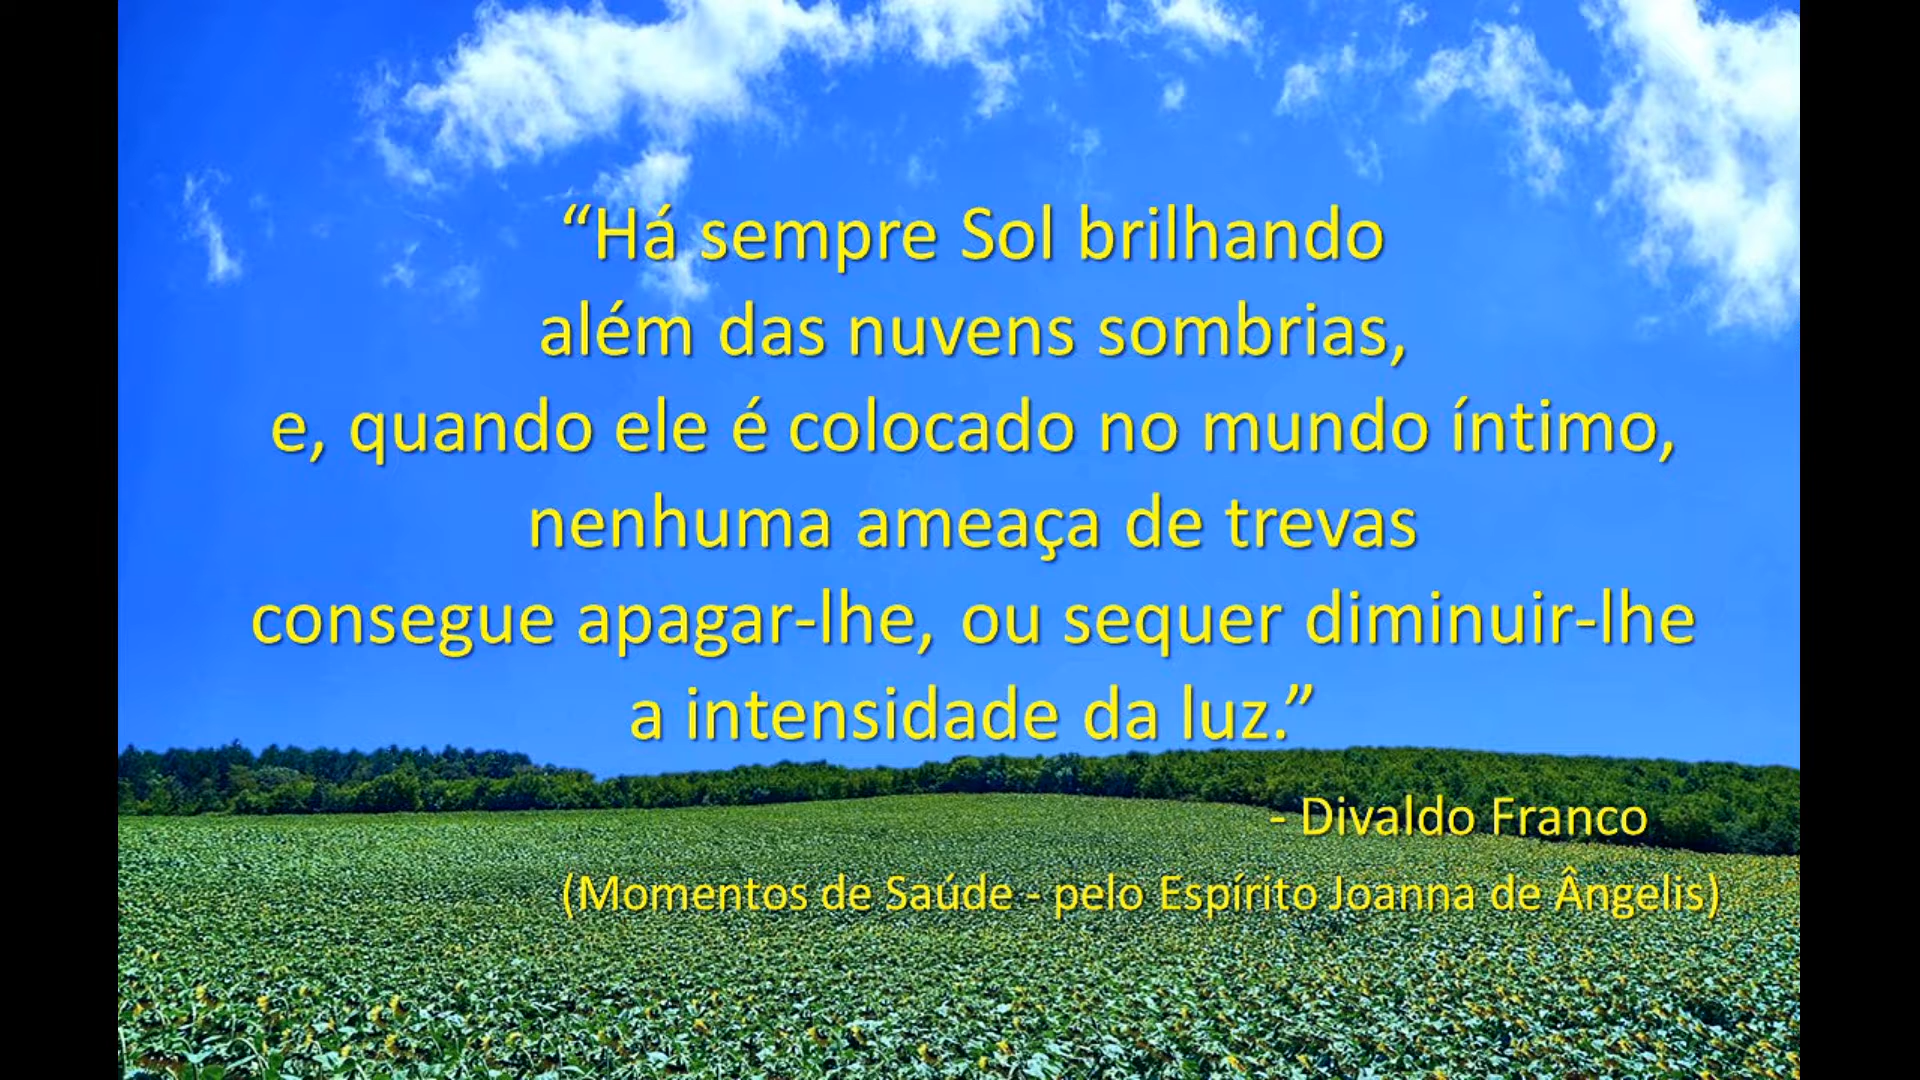 “Há sempre Sol brilhando
além das nuvens sombrias,
e, quando ele é colocado no mundo íntimo,
nenhuma ameaça de trevas
consegue apagar-lhe, ou sequer diminuir-lhe
a intensidade da luz.”
- Divaldo Franco
(Momentos de Saúde - pelo Espírito Joanna de Ângelis)